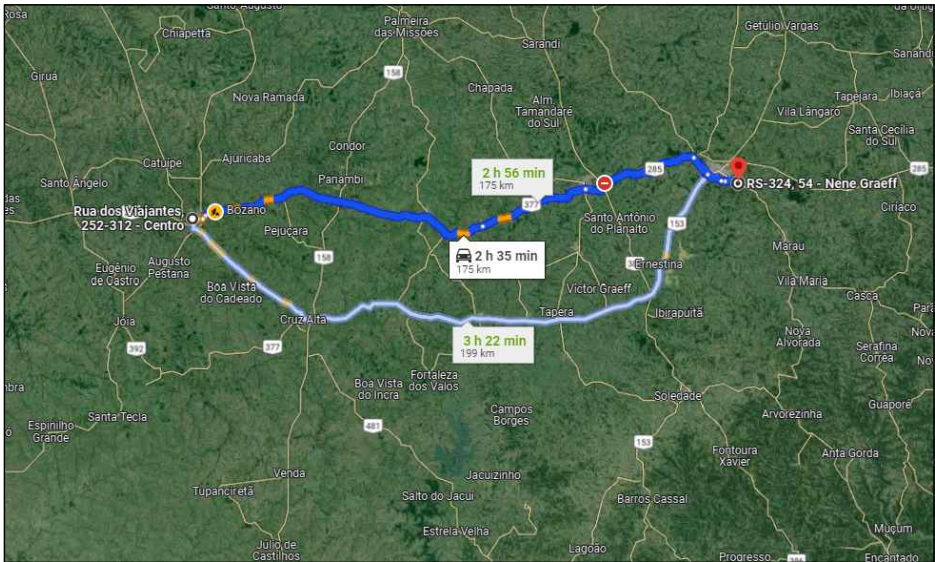 Santo Augusto
Rosa
Chiapetta
Palmeira
das Missões
Getúlio Vargas
Sarandi
Sanandi
Giruá
158
Nova Ramada
Chapada
Alm.
Tamandaré
do Sul
Tapejara
Ibiaçá
Vila Lângaro
Santa Cecília
do Sul
Condor
Catuípe
Ajuricaba
Panambi
2 h 56 min
175 km
285
285
Santo Ângelo
RS-324, 54 - Nene Graeff
das
Missões
Rua dos Viajantes,
252-312 - Centro
Bozano
377
Ciríaco
Santo Antônio
do Planalto
153
Pejuçara
Marau
158
2 h 35 min
175 km
Ernestina
Eugênio
de Castro
Augusto
Pestana
Vila Maria
Boa Vista
do Cadeado
Victor Graeff
Casca
Jóia
Cruz Alta
Tapera
Ibirapuitã
Nova
Alvorada
392
377
3 h 22 min
199 km
Serafina
Corrêa
Boa Vista
do Incra
Fortaleza
dos Valos
Soledade
Guaporé
Santa Tecla
Campos
Borges
Arvorezinha
Espinilho
Grande
481
153
Fontoura
Xavier
Anta Gorda
Venda
Jacuizinho
Tupanciretã
Salto do Jacuí
Barros Cassal
Estrela Velha
Muçum
Júlio de
Castilhos
Lagoão
Progresso
Encantado